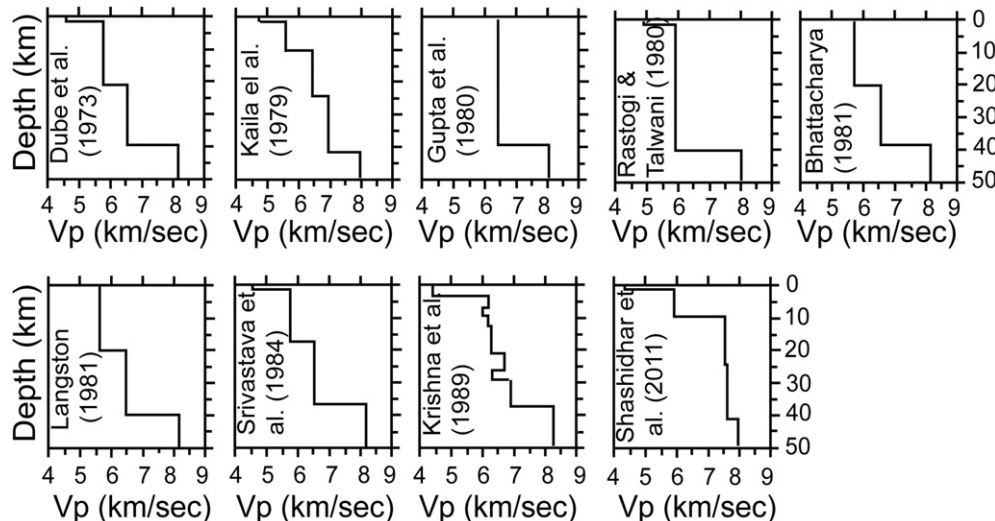 Depth (km)
Dube et al.
(1973)
4 5 6 7 8 9
Vp (km/sec)
Kaila el al.
(1979)
4 5 6 7 8 9
Vp (km/sec)
Gupta et al.
(1980)
4 5 6 7 8 9
Vp (km/sec)
Rastogi &
Talwani (1980)
4 5 6 7 8 9
Vp (km/sec)
Bhattacharya
(1981)
4 5 6 7 8 9
Vp (km/sec)
0
10
20
30
40
50
Depth (km)
Langston
(1981)
4 5 6 7 8 9
Vp (km/sec)
Srivastava et
al. (1984)
4 5 6 7 8 9
Vp (km/sec)
Krishna et al.
(1989)
4 5 6 7 8 9
Vp (km/sec)
Shashidhar et
al. (2011)
4 5 6 7 8 9
Vp (km/sec)
0
10
20
30
40
50